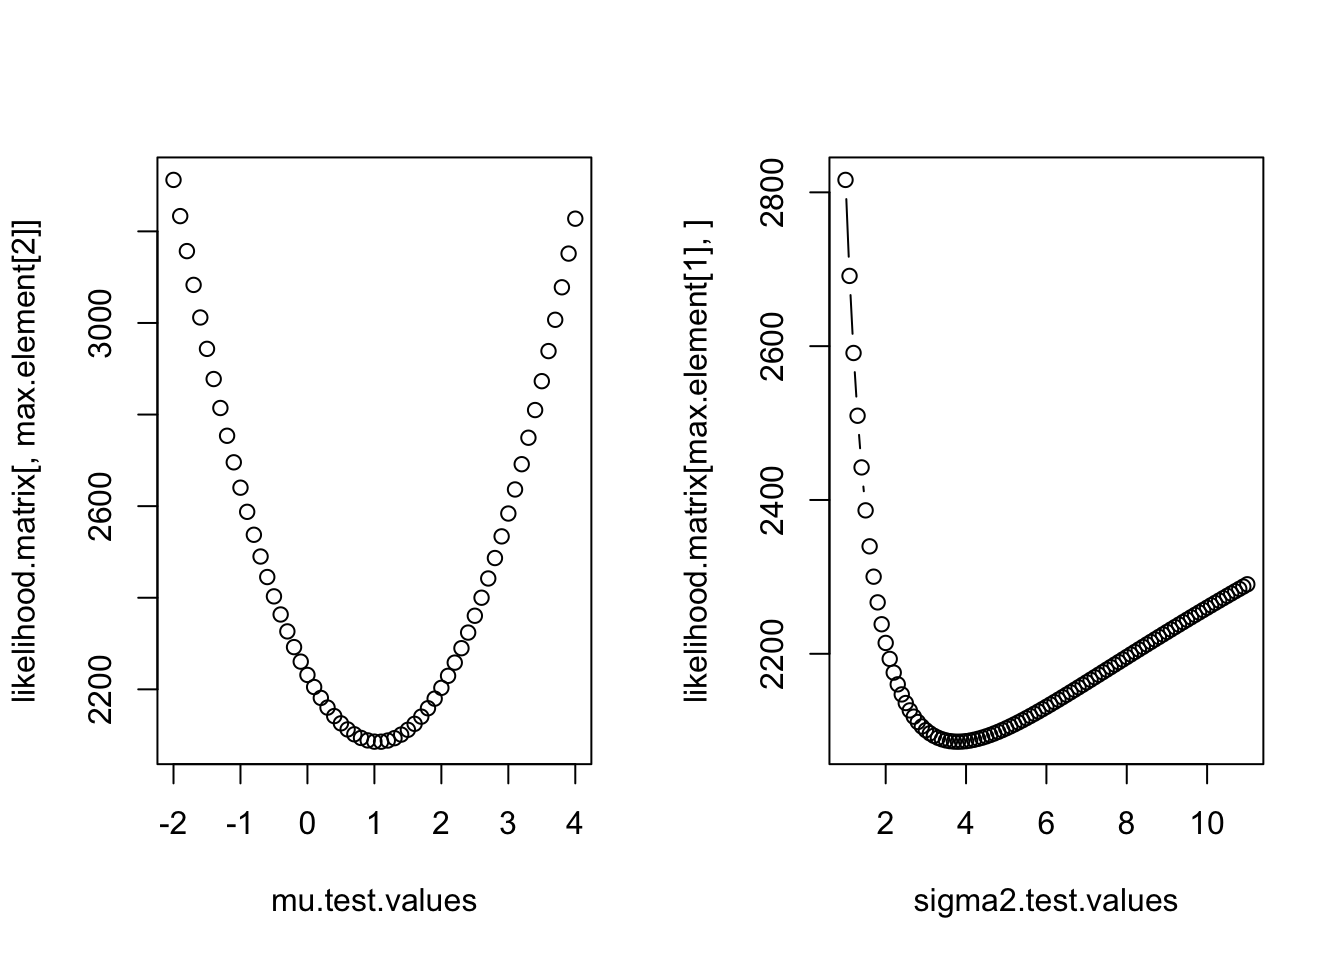 likelihood.matrix[, max.element[2]]
3000
2600
2200
-2 -1 0 1 2 3 4
mu.test.values
likelihood.matrix[max.element[1], ]
2800
2600
2400
2200
2 4 6 8 10
sigma2.test.values